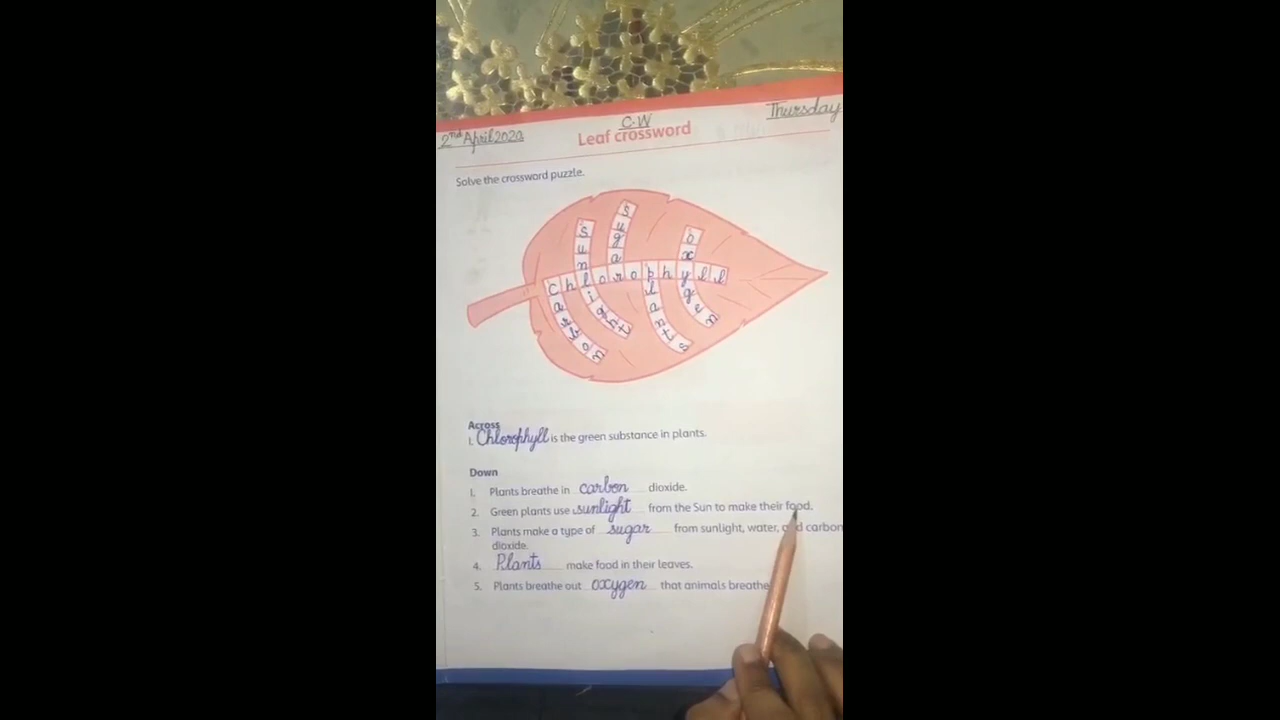 C.W
Thursday
2nd April 2020
Leaf crossword
Solve the crossword puzzle.
s u n l i g h t
s u g a r
o x y g e n
c h l o r o p h y l l
c a r b o n
p l a n t s
Across
1. Chlorophyll is the green substance in plants.
Down
1. Plants breathe in carbon dioxide.
2. Green plants use sunlight from the Sun to make their food.
3. Plants make a type of sugar from sunlight, water, and carbon
dioxide.
4. Plants make food in their leaves.
5. Plants breathe out oxygen that animals breathe